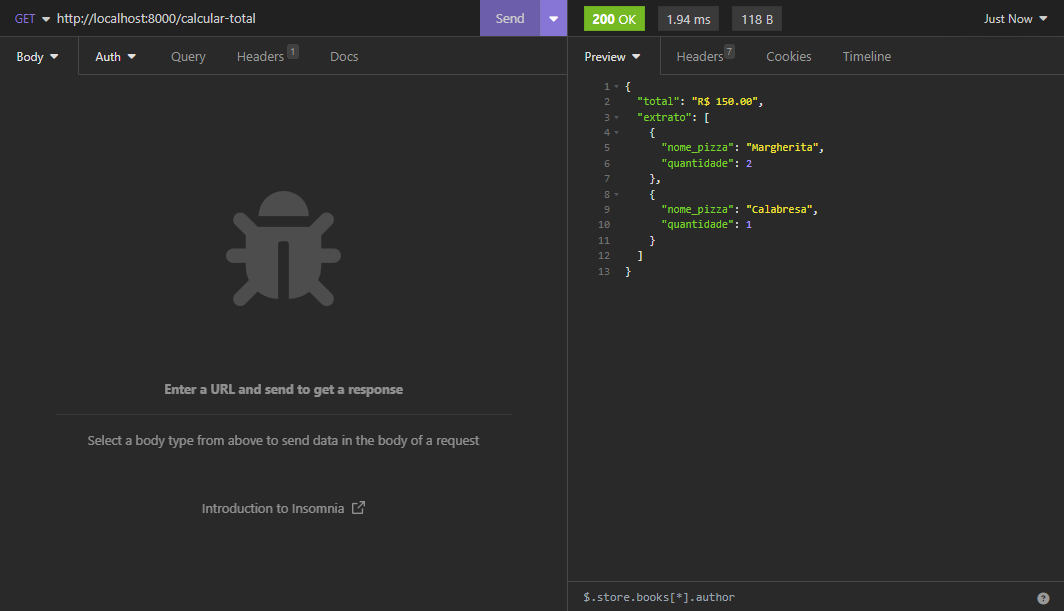 GET http://localhost:8000/calcular-total Send 200 OK 1.94 ms 118 B Just Now
Body Auth Query Headers 1 Docs
Preview Headers 7 Cookies Timeline
1 {
2 "total": "R$ 150.00",
3 "extrato": [
4 {
5 "nome_pizza": "Margherita",
6 "quantidade": 2
7 },
8 {
9 "nome_pizza": "Calabresa",
10 "quantidade": 1
11 }
12 ]
13 }
Enter a URL and send to get a response
Select a body type from above to send data in the body of a request
Introduction to Insomnia
$.store.books[*].author ?